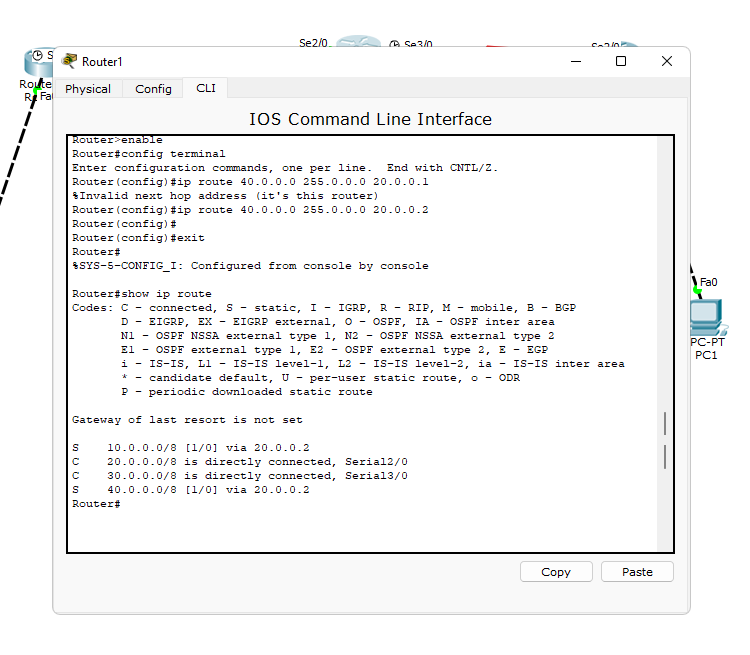 Se2/0
Se3/0
Se2/0
S
Route
R
Fa
Router1
Physical
Config
CLI
IOS Command Line Interface
Router>enable
Router#config terminal
Enter configuration commands, one per line.  End with CNTL/Z.
Router(config)#ip route 40.0.0.0 255.0.0.0 20.0.0.1
%Invalid next hop address (it's this router)
Router(config)#ip route 40.0.0.0 255.0.0.0 20.0.0.2
Router(config)#
Router(config)#exit
Router#
%SYS-5-CONFIG_I: Configured from console by console
Router#show ip route
Codes: C - connected, S - static, I - IGRP, R - RIP, M - mobile, B - BGP
D - EIGRP, EX - EIGRP external, O - OSPF, IA - OSPF inter area
N1 - OSPF NSSA external type 1, N2 - OSPF NSSA external type 2
E1 - OSPF external type 1, E2 - OSPF external type 2, E - EGP
i - IS-IS, L1 - IS-IS level-1, L2 - IS-IS level-2, ia - IS-IS inter area
* - candidate default, U - per-user static route, o - ODR
P - periodic downloaded static route
Gateway of last resort is not set
S    10.0.0.0/8 [1/0] via 20.0.0.2
C    20.0.0.0/8 is directly connected, Serial2/0
C    30.0.0.0/8 is directly connected, Serial3/0
S    40.0.0.0/8 [1/0] via 20.0.0.2
Router#
Copy
Paste
Fa0
PC-PT
PC1